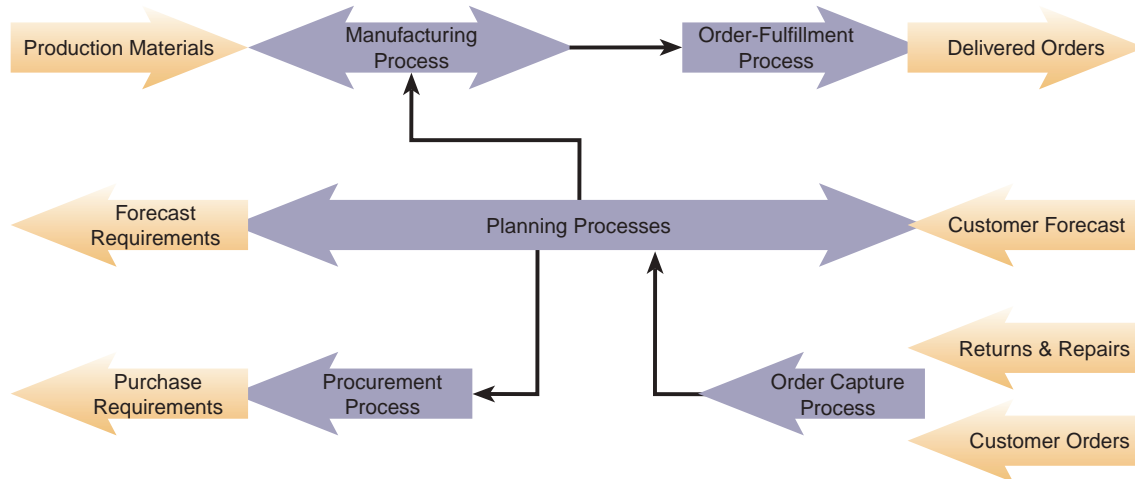 Production Materials
Manufacturing
Process
Order-Fulfillment
Process
Delivered Orders
Forecast
Requirements
Planning Processes
Customer Forecast
Returns & Repairs
Purchase
Requirements
Procurement
Process
Order Capture
Process
Customer Orders